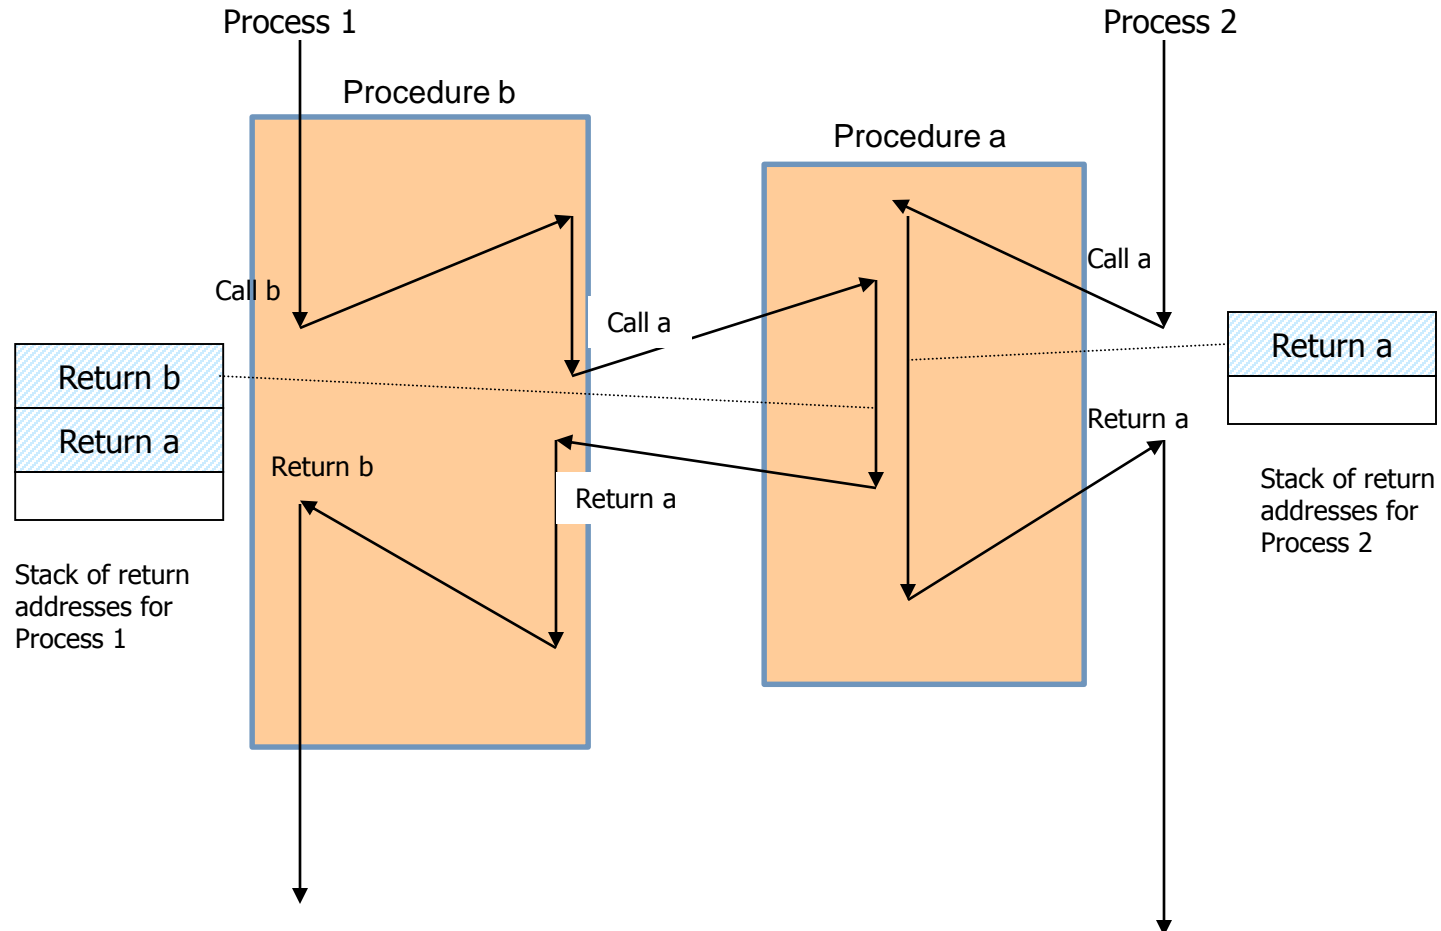 Process 1
Process 2
Procedure b
Procedure a
Call b
Call a
Call a
Return b
Return a
Return a
Return b
Return a
Return a
Stack of return
addresses for
Process 1
Stack of return
addresses for
Process 2